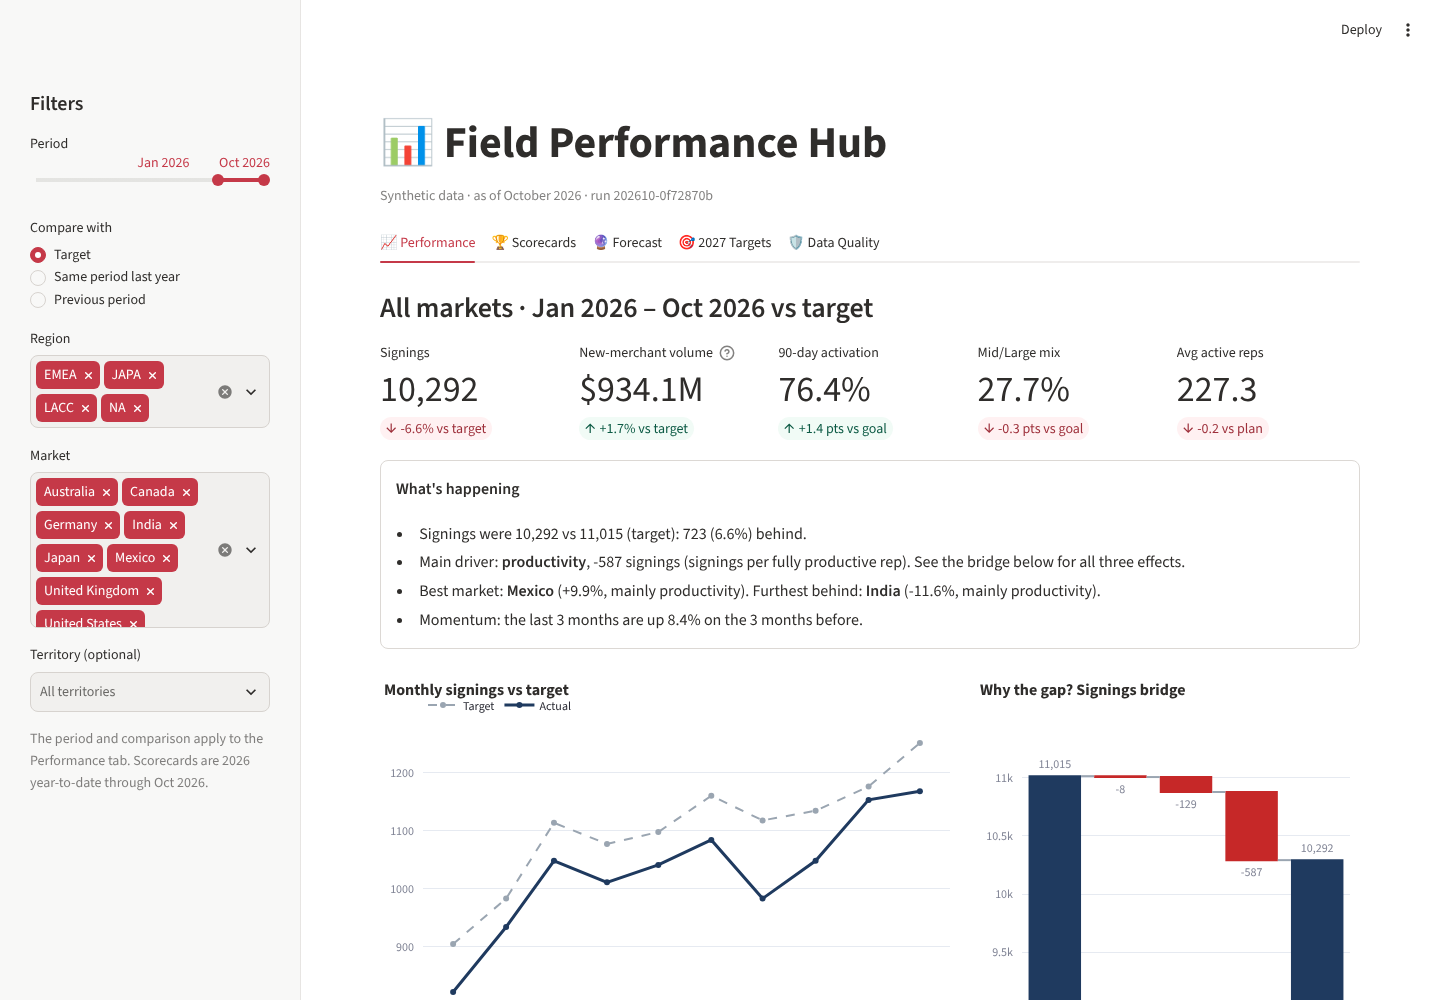 Deploy
Filters
Period
Jan 2026 Oct 2026
Compare with
Target
Same period last year
Previous period
Region
EMEA × JAPA ×
LACC × NA ×
Market
Australia × Canada ×
Germany × India ×
Japan × Mexico ×
United Kingdom ×
United States ×
Territory (optional)
All territories
The period and comparison apply to the
Performance tab. Scorecards are 2026
year-to-date through Oct 2026.
Field Performance Hub
Synthetic data · as of October 2026 · run 202610-0f72870b
Performance Scorecards Forecast 2027 Targets Data Quality
All markets · Jan 2026 – Oct 2026 vs target
Signings
10,292
↓ -6.6% vs target
New-merchant volume ?
$934.1M
↑ +1.7% vs target
90-day activation
76.4%
↑ +1.4 pts vs goal
Mid/Large mix
27.7%
↓ -0.3 pts vs goal
Avg active reps
227.3
↓ -0.2 vs plan
What's happening
• Signings were 10,292 vs 11,015 (target): 723 (6.6%) behind.
• Main driver: productivity, -587 signings (signings per fully productive rep). See the bridge below for all three effects.
• Best market: Mexico (+9.9%, mainly productivity). Furthest behind: India (-11.6%, mainly productivity).
• Momentum: the last 3 months are up 8.4% on the 3 months before.
Monthly signings vs target
Target Actual
1200
1100
1000
900
Why the gap? Signings bridge
11k
10.5k
10k
9.5k
11,015
-8
-129
-587
10,292